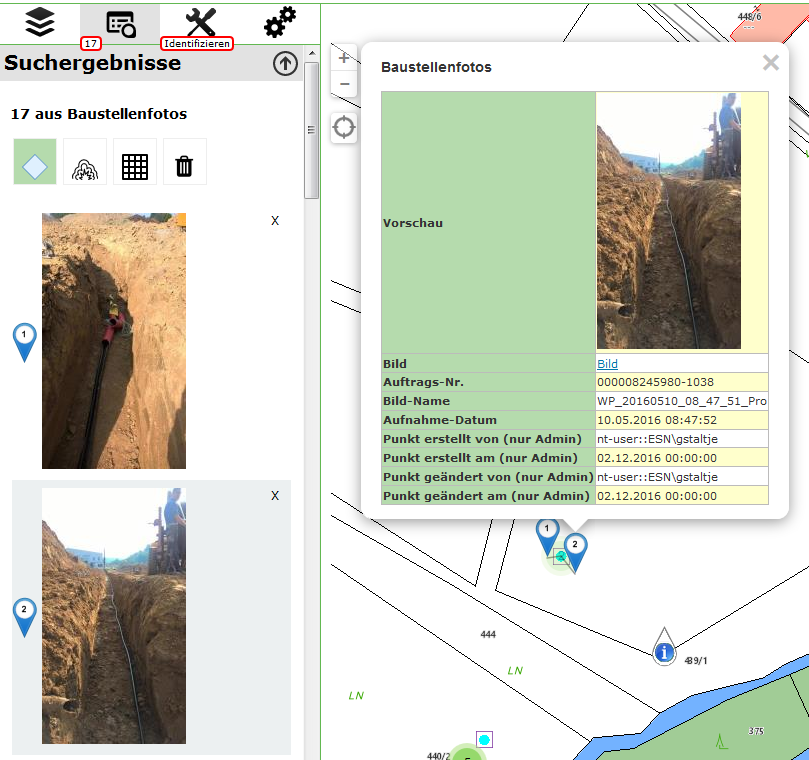 17
Identifizieren
Suchergebnisse
17 aus Baustellenfotos
X
1
X
2
+
−
448/6
Baustellenfotos
Vorschau
Bild Bild
Auftrags-Nr. 000008245980-1038
Bild-Name WP_20160510_08_47_51_Pro
Aufnahme-Datum 10.05.2016 08:47:52
Punkt erstellt von (nur Admin) nt-user::ESN\gstaltje
Punkt erstellt am (nur Admin) 02.12.2016 00:00:00
Punkt geändert von (nur Admin) nt-user::ESN\gstaltje
Punkt geändert am (nur Admin) 02.12.2016 00:00:00
1
2
444
i
LN
LN
375
440/2